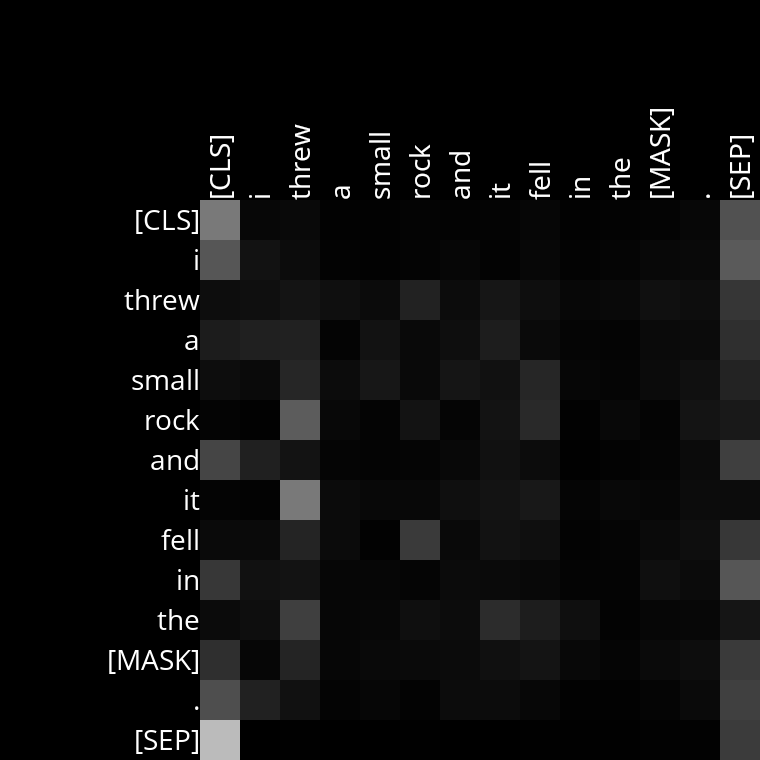 [CLS] i threw a small rock and it fell in the [MASK] . [SEP]
[CLS]
i
threw
a
small
rock
and
it
fell
in
the
[MASK]
.
[SEP]